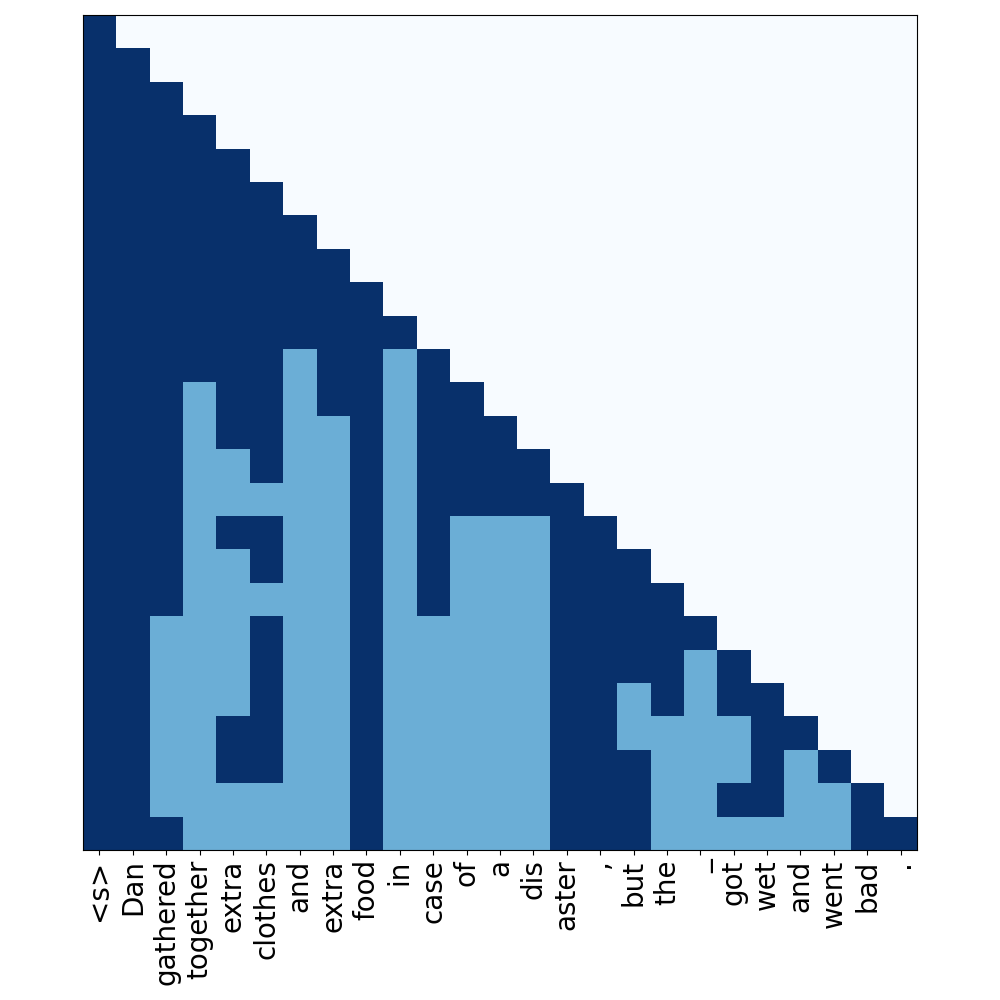 <s>
Dan
gathered
together
extra
clothes
and
extra
food
in
case
of
a
dis
aster
,
but
the
_
got
wet
and
went
bad
.